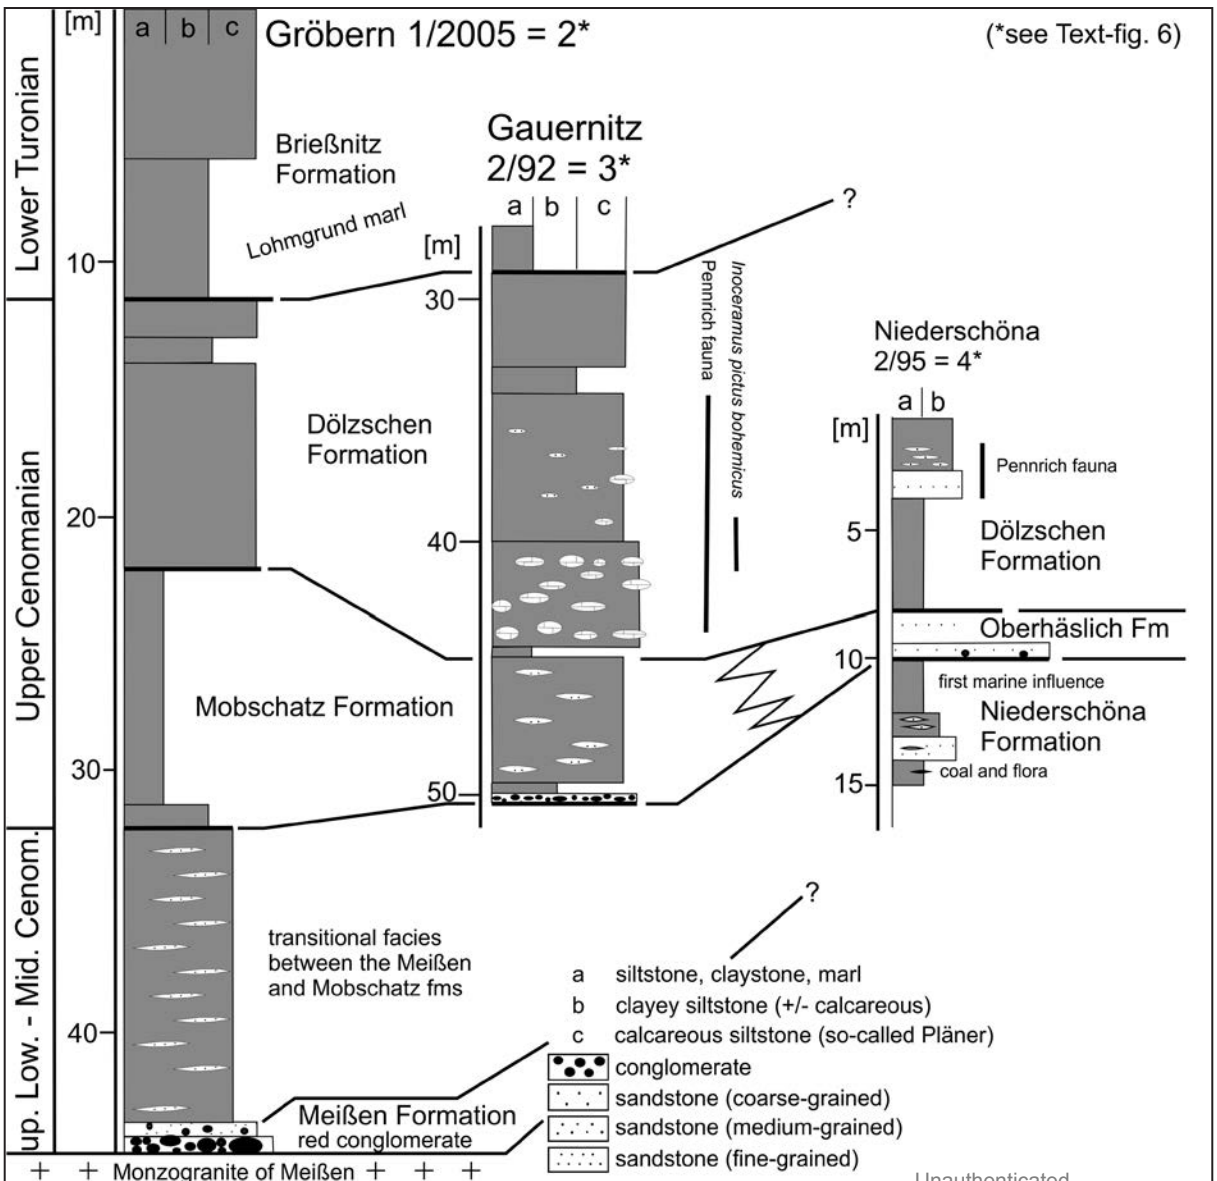 [m]
a b c
Gröbern 1/2005 = 2*
(*see Text-fig. 6)
Lower Turonian
Upper Cenomanian
up. Low. - Mid. Cenom.
10
20
30
40
Brießnitz
Formation
Lohmgrund marl
Dölzschen
Formation
Mobschatz Formation
transitional facies
between the Meißen
and Mobschatz fms
Meißen Formation
red conglomerate
+ + Monzogranite of Meißen + + +
Gauernitz
2/92 = 3*
a b c
[m]
30
40
50
?
Pennrich fauna
Inoceramus pictus bohemicus
Niederschöna
2/95 = 4*
a b
[m]
5
10
15
Pennrich fauna
Dölzschen
Formation
Oberhäslich Fm
first marine influence
Niederschöna
Formation
coal and flora
?
a siltstone, claystone, marl
b clayey siltstone (+/- calcareous)
c calcareous siltstone (so-called Pläner)
conglomerate
sandstone (coarse-grained)
sandstone (medium-grained)
sandstone (fine-grained)
Unauthenticated